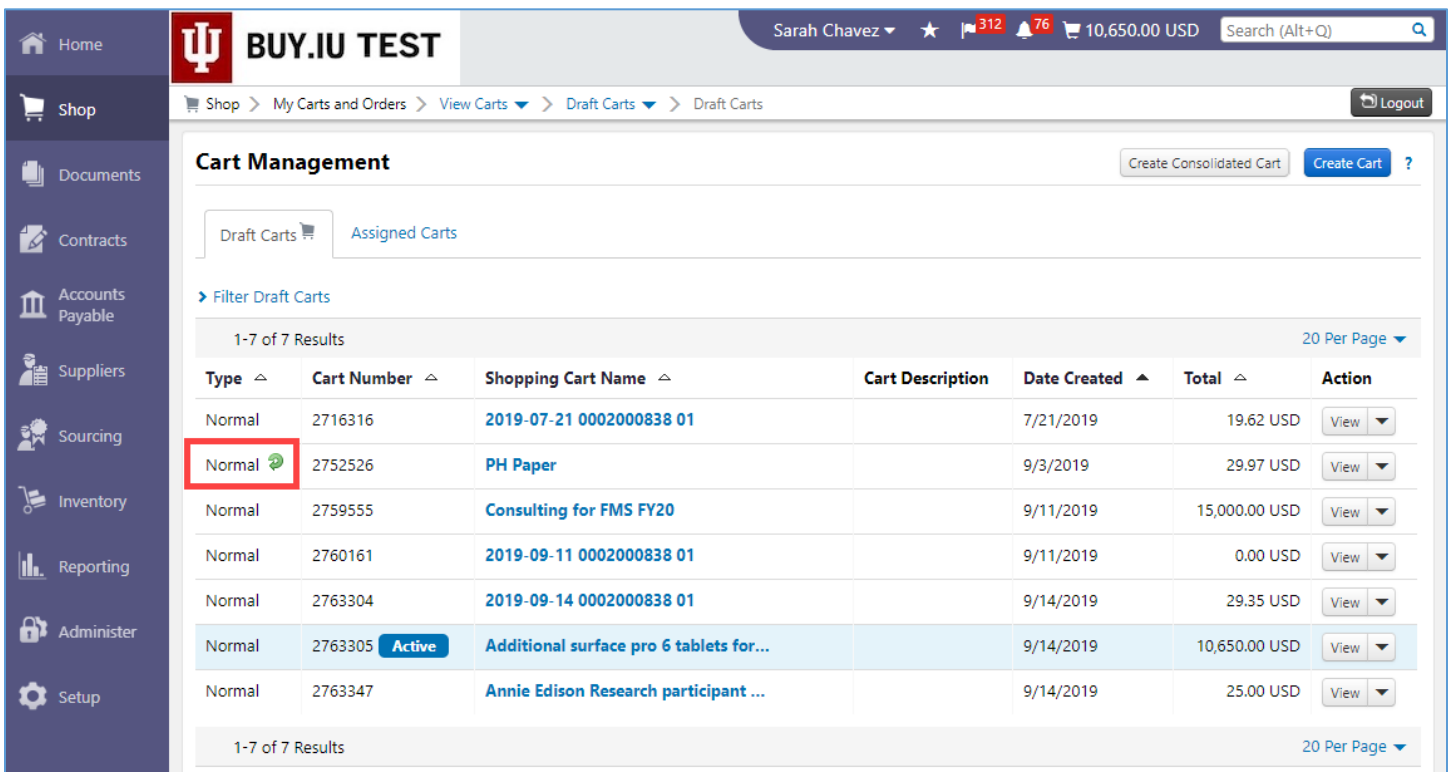 Home
BUY.IU TEST
Sarah Chavez 312 76 10,650.00 USD Search (Alt+Q)
Shop
Shop > My Carts and Orders > View Carts > Draft Carts > Draft Carts Logout
Cart Management Create Consolidated Cart Create Cart ?
Documents
Contracts
Draft Carts Assigned Carts
Accounts
Payable
Filter Draft Carts
1-7 of 7 Results 20 Per Page
Suppliers
Type Cart Number Shopping Cart Name Cart Description Date Created Total Action
Normal 2716316 2019-07-21 0002000838 01 7/21/2019 19.62 USD View
Sourcing
Normal 2752526 PH Paper 9/3/2019 29.97 USD View
Inventory
Normal 2759555 Consulting for FMS FY20 9/11/2019 15,000.00 USD View
Normal 2760161 2019-09-11 0002000838 01 9/11/2019 0.00 USD View
Reporting
Normal 2763304 2019-09-14 0002000838 01 9/14/2019 29.35 USD View
Administer
Normal 2763305 Active Additional surface pro 6 tablets for... 9/14/2019 10,650.00 USD View
Setup
Normal 2763347 Annie Edison Research participant ... 9/14/2019 25.00 USD View
1-7 of 7 Results 20 Per Page